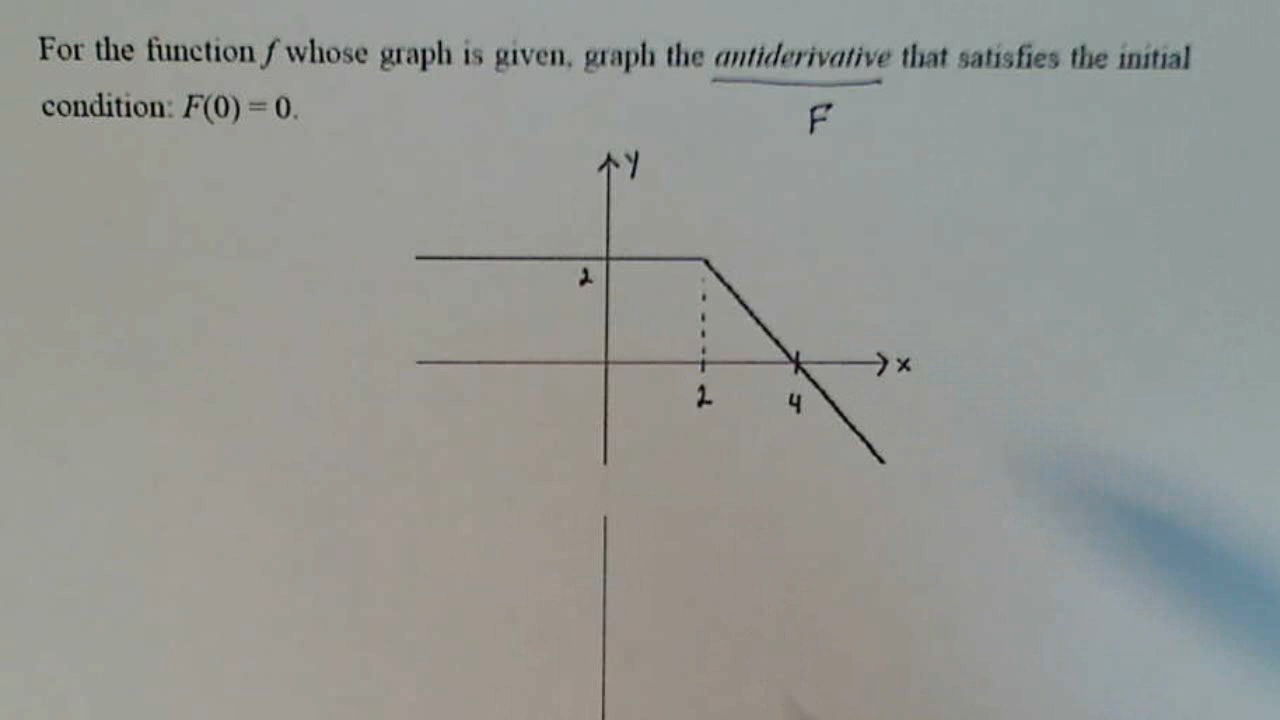 For the function f whose graph is given, graph the antiderivative that satisfies the initial
condition: F(0) = 0.
F
y
2
x
2
4